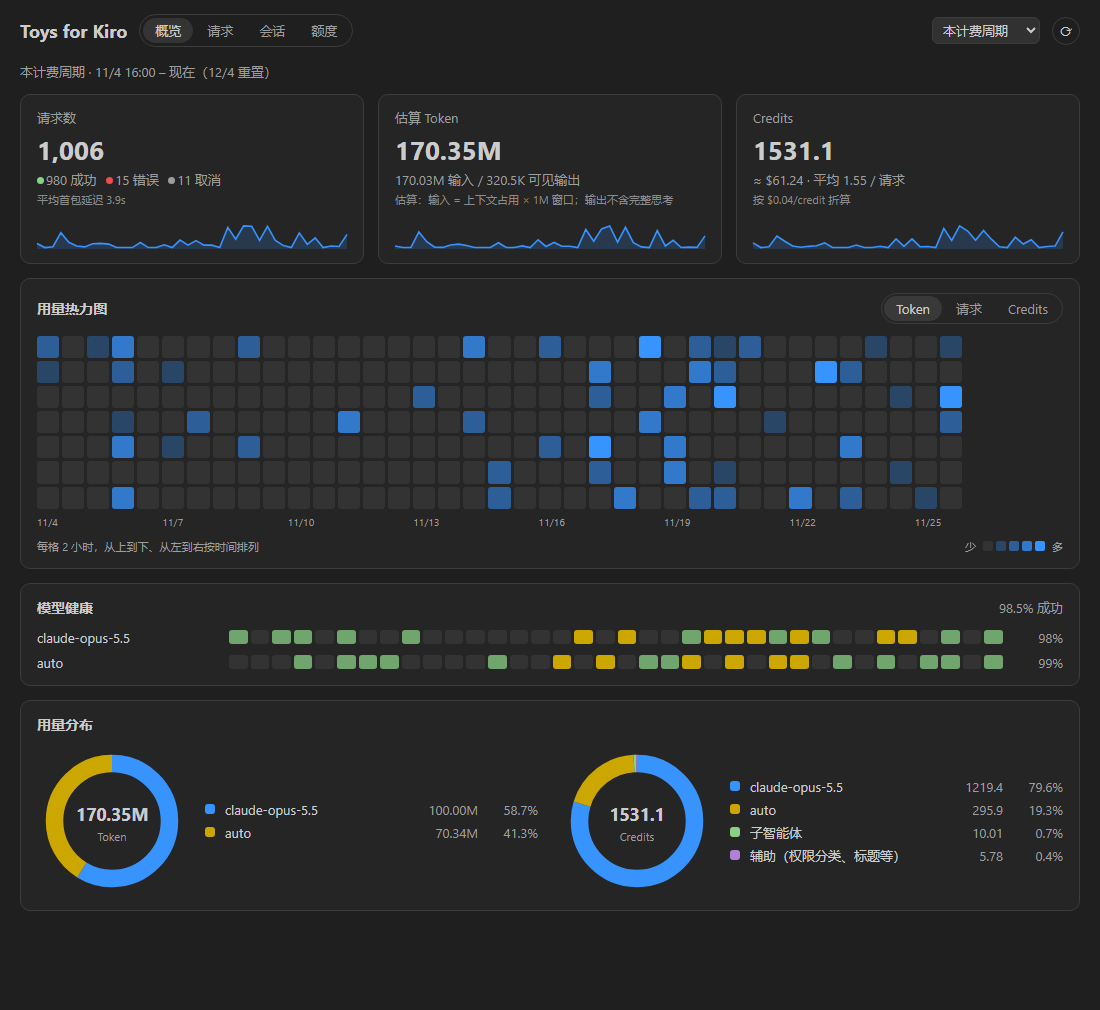 Toys for Kiro 概览 请求 会话 额度 本计费周期
本计费周期 · 11/4 16:00 – 现在（12/4 重置）
请求数
1,006
980 成功 15 错误 11 取消
平均首包延迟 3.9s
估算 Token
170.35M
170.03M 输入 / 320.5K 可见输出
估算：输入 = 上下文占用 × 1M 窗口；输出不含完整思考
Credits
1531.1
≈ $61.24 · 平均 1.55 / 请求
按 $0.04/credit 折算
用量热力图 Token 请求 Credits
11/4 11/7 11/10 11/13 11/16 11/19 11/22 11/25
每格 2 小时，从上到下、从左到右按时间排列 少 多
模型健康 98.5% 成功
claude-opus-5.5 98%
auto 99%
用量分布
170.35M
Token
claude-opus-5.5 100.00M 58.7%
auto 70.34M 41.3%
1531.1
Credits
claude-opus-5.5 1219.4 79.6%
auto 295.9 19.3%
子智能体 10.01 0.7%
辅助（权限分类、标题等） 5.78 0.4%